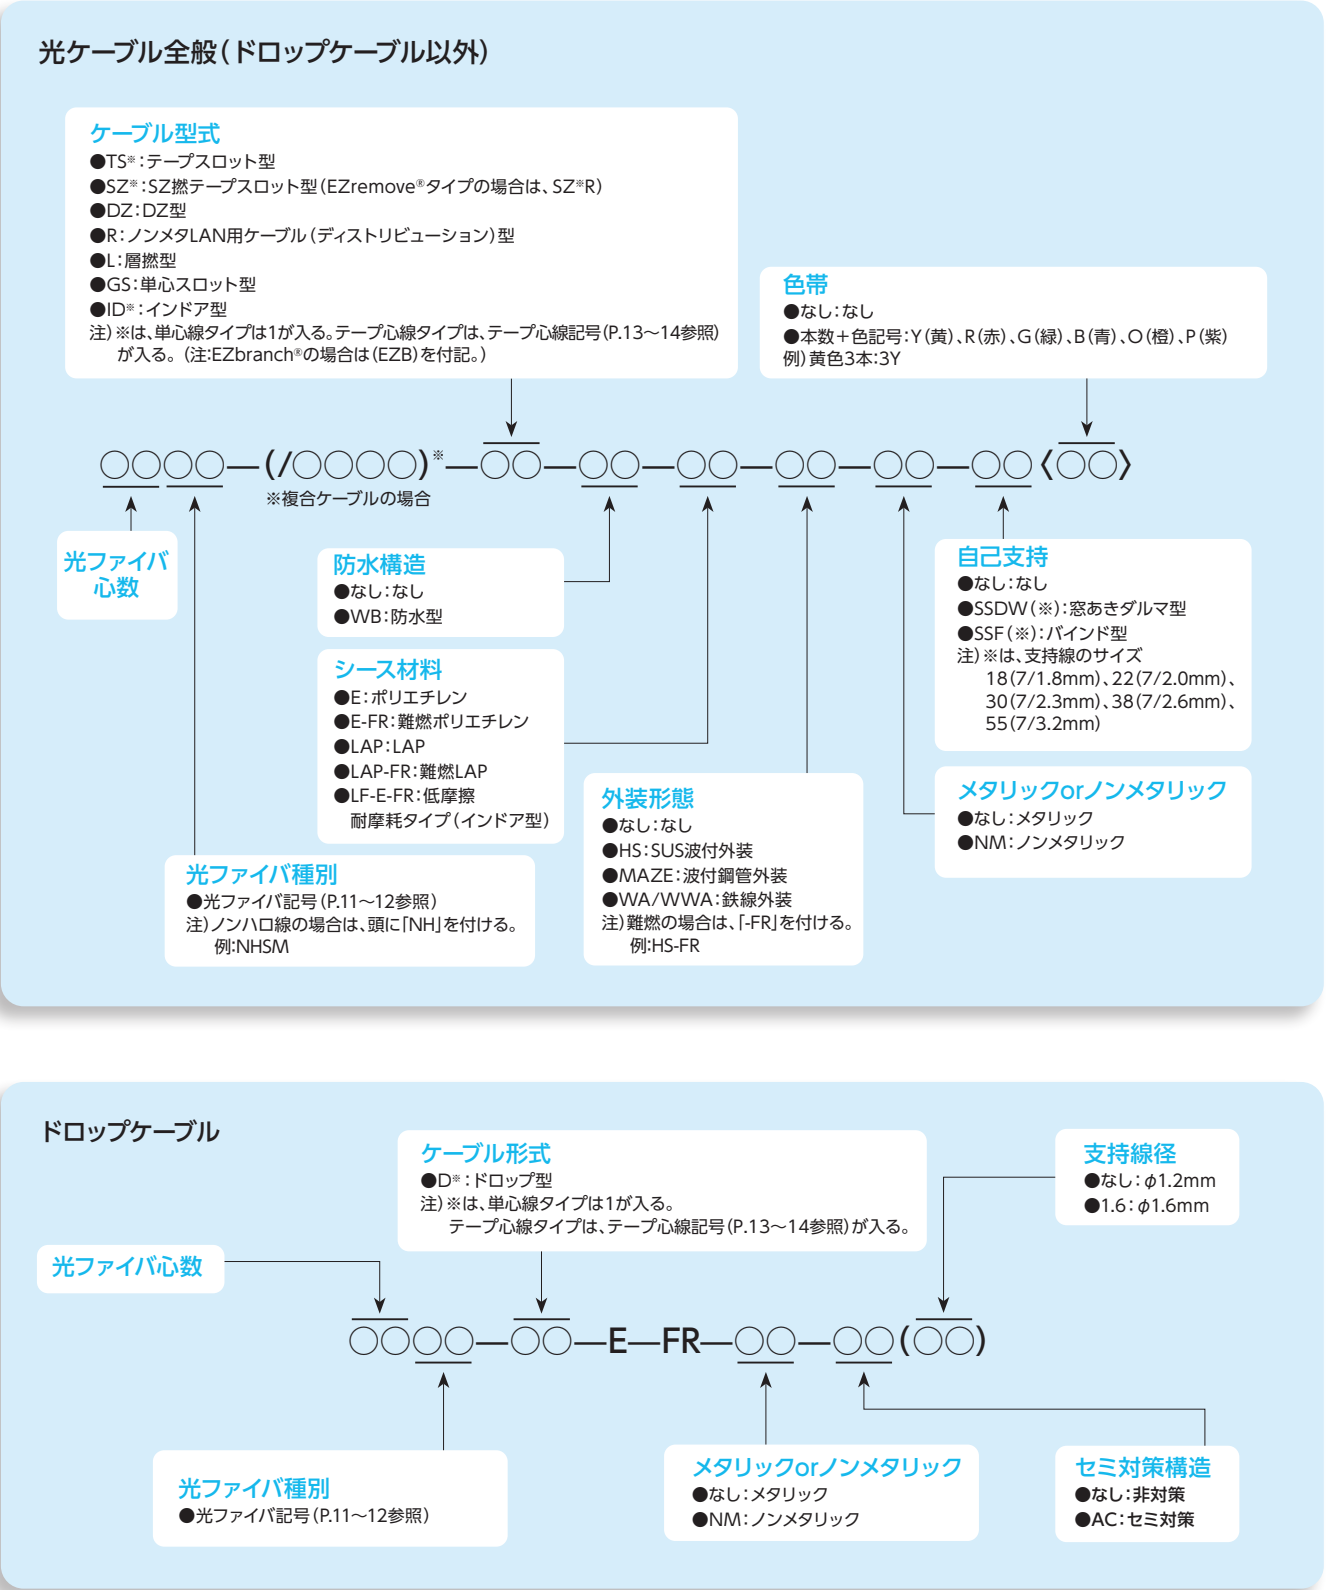 光ケーブル全般(ドロップケーブル以外)
ケーブル型式
●TS※:テープスロット型
●SZ※:SZ撚テープスロット型(EZremove®タイプの場合は、SZ※R)
●DZ:DZ型
●R:ノンメタLAN用ケーブル(ディストリビューション)型
●L:層撚型
●GS:単心スロット型
●ID※:インドア型
注)※は、単心線タイプは1が入る。テープ心線タイプは、テープ心線記号(P.13〜14参照)
が入る。(注:EZbranch®の場合は(EZB)を付記。)
色帯
●なし:なし
●本数+色記号:Y(黄)、R(赤)、G(緑)、B(青)、O(橙)、P(紫)
例)黄色3本:3Y
○○○○—(/○○○○)※—○○—○○—○○—○○—○○—○○〈○○〉
※複合ケーブルの場合
光ファイバ
心数
防水構造
●なし:なし
●WB:防水型
シース材料
●E:ポリエチレン
●E-FR:難燃ポリエチレン
●LAP:LAP
●LAP-FR:難燃LAP
●LF-E-FR:低摩擦
耐摩耗タイプ(インドア型)
自己支持
●なし:なし
●SSDW(※):窓あきダルマ型
●SSF(※):バインド型
注)※は、支持線のサイズ
18(7/1.8mm)、22(7/2.0mm)、
30(7/2.3mm)、38(7/2.6mm)、
55(7/3.2mm)
外装形態
●なし:なし
●HS:SUS波付外装
●MAZE:波付鋼管外装
●WA/WWA:鉄線外装
注)難燃の場合は、「-FR」を付ける。
例:HS-FR
メタリックorノンメタリック
●なし:メタリック
●NM:ノンメタリック
光ファイバ種別
●光ファイバ記号(P.11〜12参照)
注)ノンハロ線の場合は、頭に「NH」を付ける。
例:NHSM
ドロップケーブル
ケーブル形式
●D※:ドロップ型
注)※は、単心線タイプは1が入る。
テープ心線タイプは、テープ心線記号(P.13〜14参照)が入る。
支持線径
●なし:φ1.2mm
●1.6:φ1.6mm
光ファイバ心数
○○○○—○○—E—FR—○○—○○(○○)
光ファイバ種別
●光ファイバ記号(P.11〜12参照)
メタリックorノンメタリック
●なし:メタリック
●NM:ノンメタリック
セミ対策構造
●なし:非対策
●AC:セミ対策